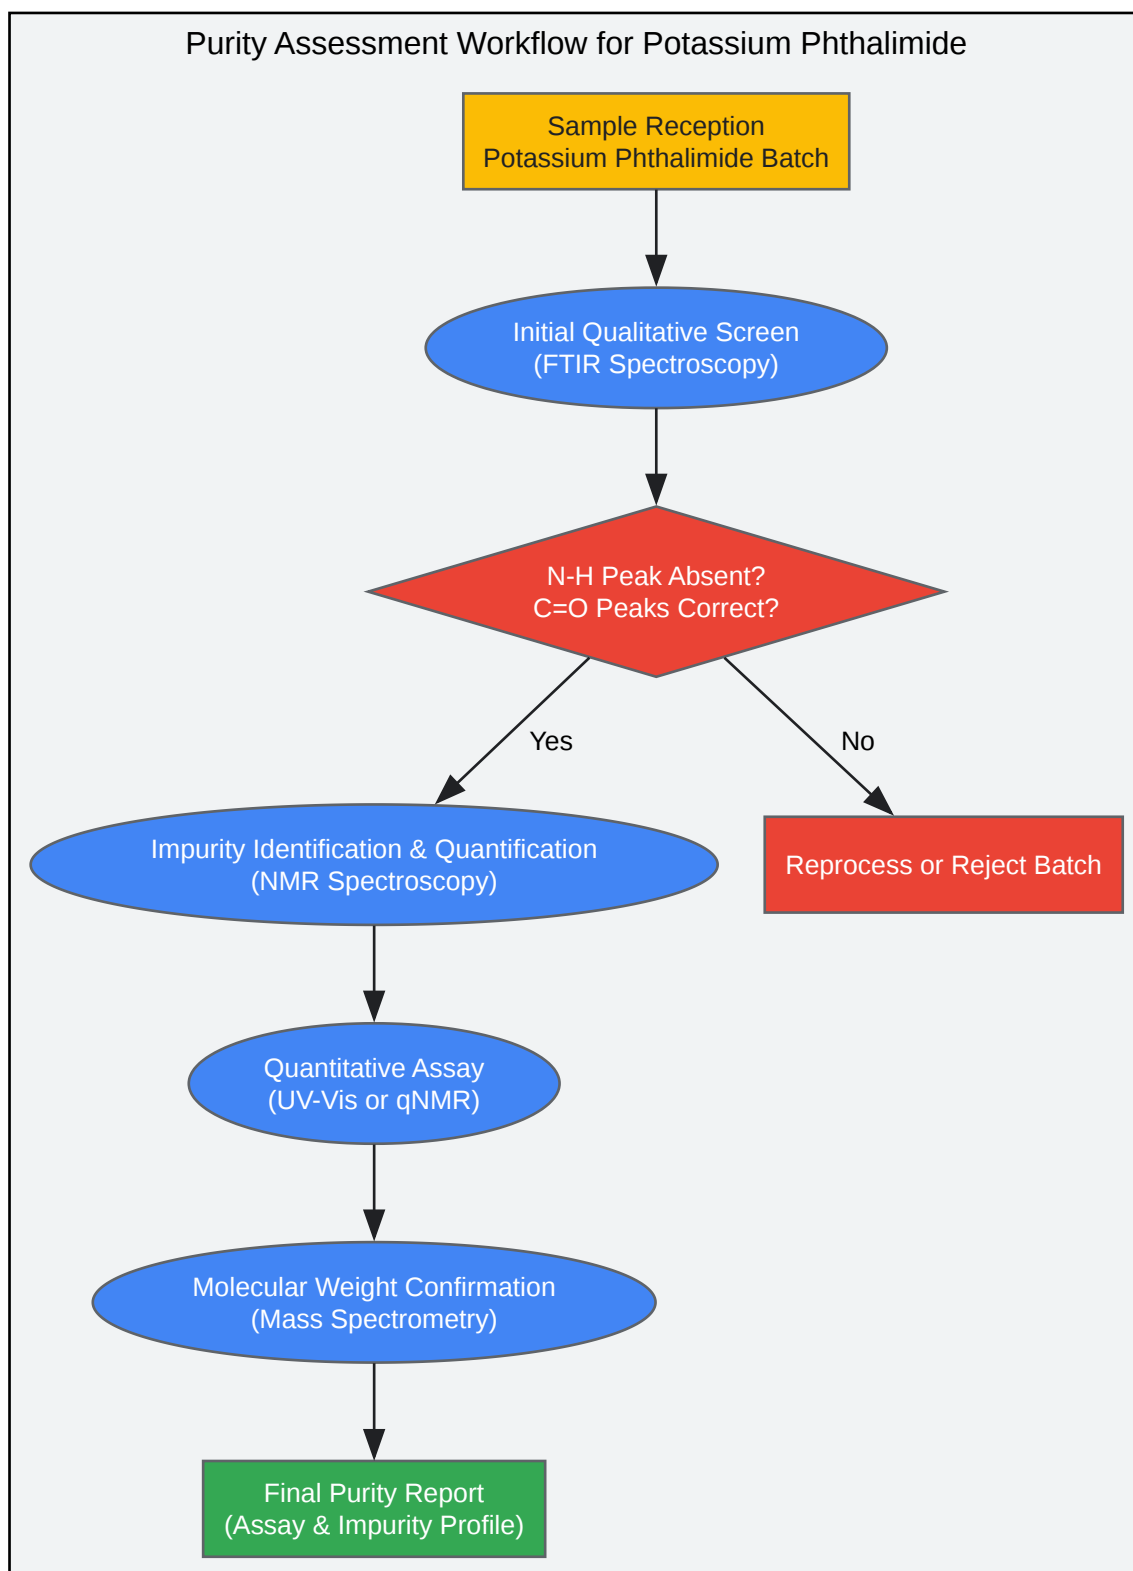 Purity Assessment Workflow for Potassium Phthalimide
Sample Reception
Potassium Phthalimide Batch
Initial Qualitative Screen
(FTIR Spectroscopy)
N-H Peak Absent?
C=O Peaks Correct?
Yes
No
Impurity Identification & Quantification
(NMR Spectroscopy)
Reprocess or Reject Batch
Quantitative Assay
(UV-Vis or qNMR)
Molecular Weight Confirmation
(Mass Spectrometry)
Final Purity Report
(Assay & Impurity Profile)